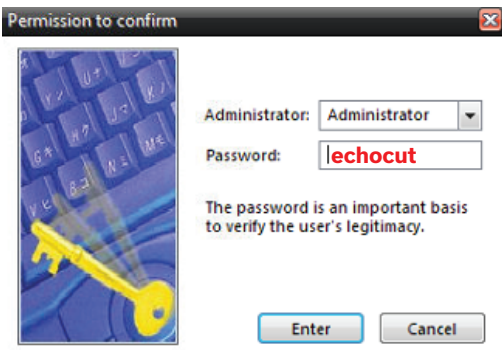 Permission to confirm
Administrator: Administrator
Password: echocut
The password is an important basis
to verify the user's legitimacy.
Enter Cancel